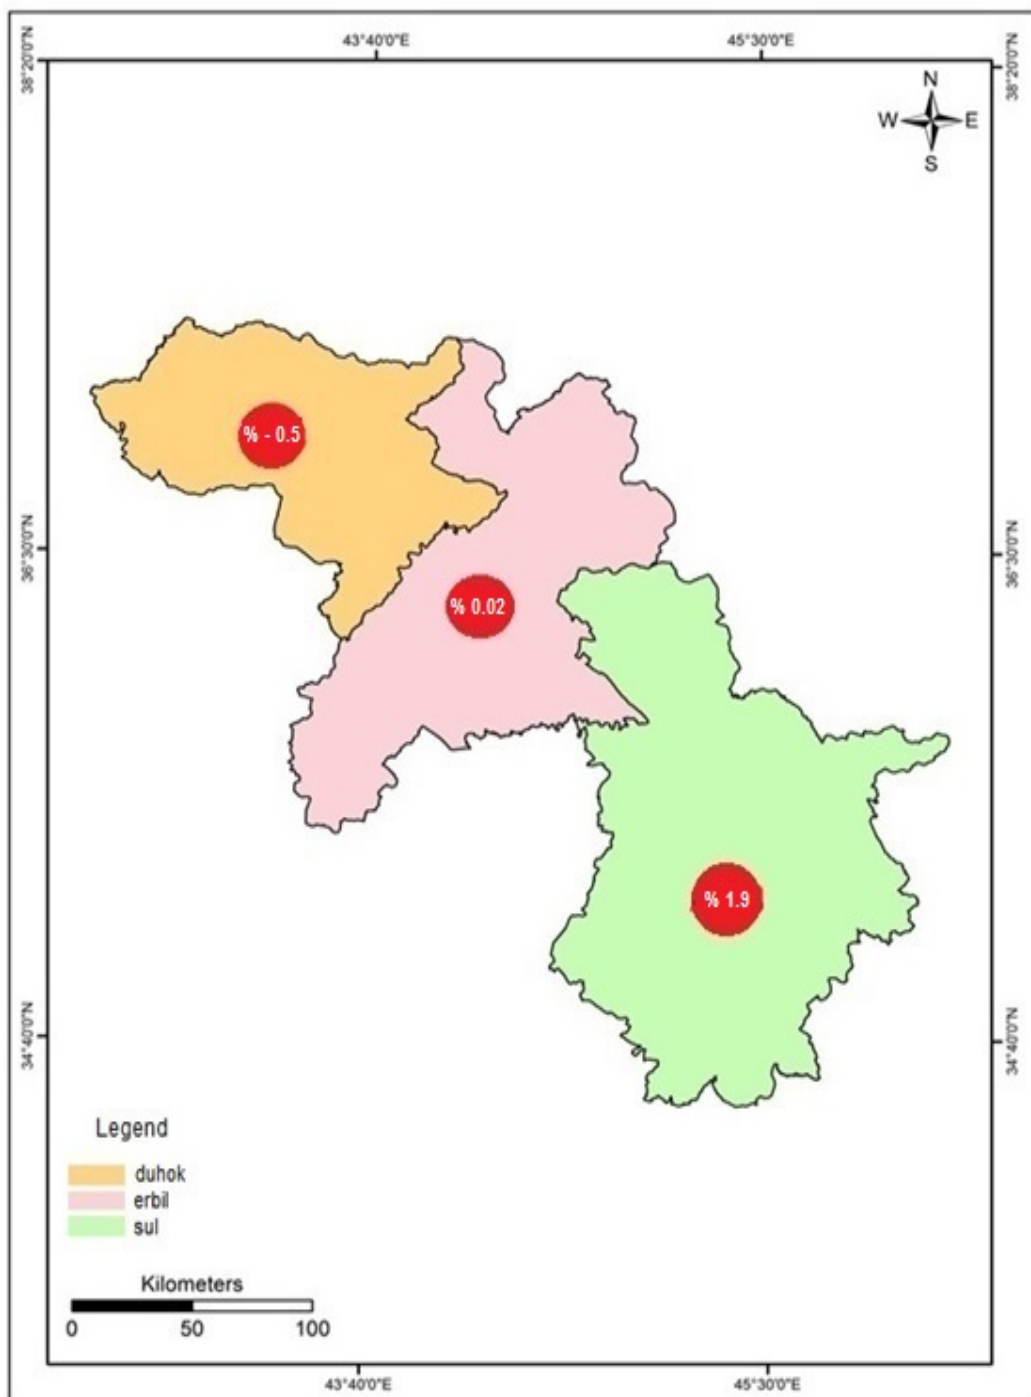 43°40'0"E 45°30'0"E
38°20'0"N 38°20'0"N
N
W E
S
% - 0.5
36°30'0"N 36°30'0"N
% 0.02
% 1.9
34°40'0"N 34°40'0"N
Legend
duhok
erbil
sul
Kilometers
0 50 100
43°40'0"E 45°30'0"E